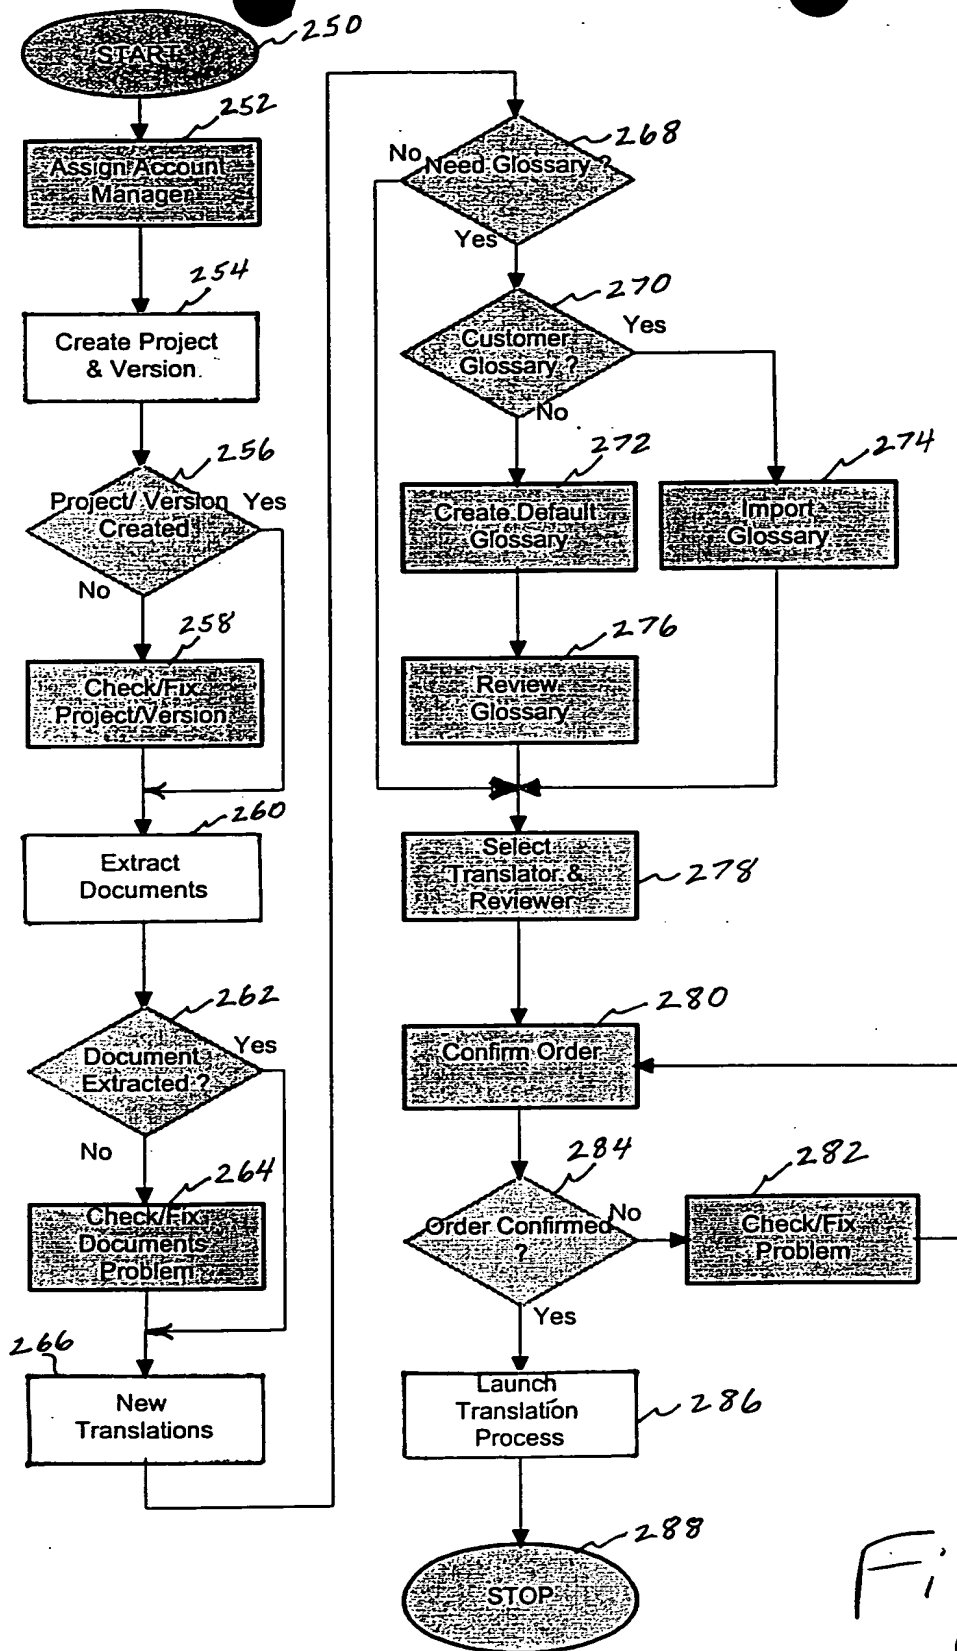 START
250
252
Assign Account
Manager
254
Create Project
& Version
256
Project/ Version
Created
Yes
No
258
Check/Fix
Project/Version
260
Extract
Documents
262
Document
Extracted ?
Yes
No
264
Check/Fix
Documents
Problem
266
New
Translations
268
No
Need Glossary ?
Yes
270
Customer
Glossary ?
Yes
No
272
Create Default
Glossary
274
Import
Glossary
276
Review
Glossary
Select
Translator &
Reviewer
278
280
Confirm Order
284
Order Confirmed
?
No
282
Check/Fix
Problem
Yes
Launch
Translation
Process
286
288
STOP
Fi